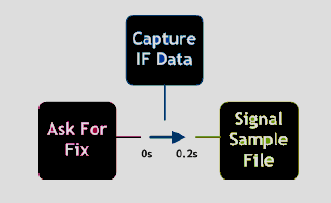 Capture
IF Data
Ask For
Fix
0s
0.2s
Signal
Sample
File